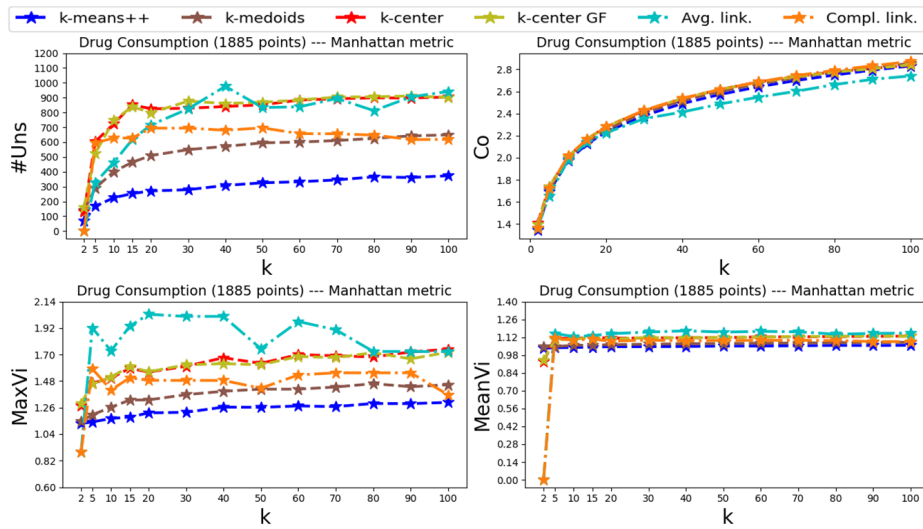 k-means++ k-medoids k-center k-center GF Avg. link. Compl. link.
Drug Consumption (1885 points) --- Manhattan metric
#Uns
1100
1000
900
800
700
600
500
400
300
200
100
0
2 5 10 15 20 30 40 50 60 70 80 90 100
k
Drug Consumption (1885 points) --- Manhattan metric
Co
2.8
2.6
2.4
2.2
2.0
1.8
1.6
1.4
0 20 40 60 80 100
k
Drug Consumption (1885 points) --- Manhattan metric
MaxVi
2.14
1.92
1.70
1.48
1.26
1.04
0.82
0.60
2 5 10 15 20 30 40 50 60 70 80 90 100
k
Drug Consumption (1885 points) --- Manhattan metric
MeanVi
1.40
1.26
1.12
0.98
0.84
0.70
0.56
0.42
0.28
0.14
0.00
2 5 10 15 20 30 40 50 60 70 80 90 100
k